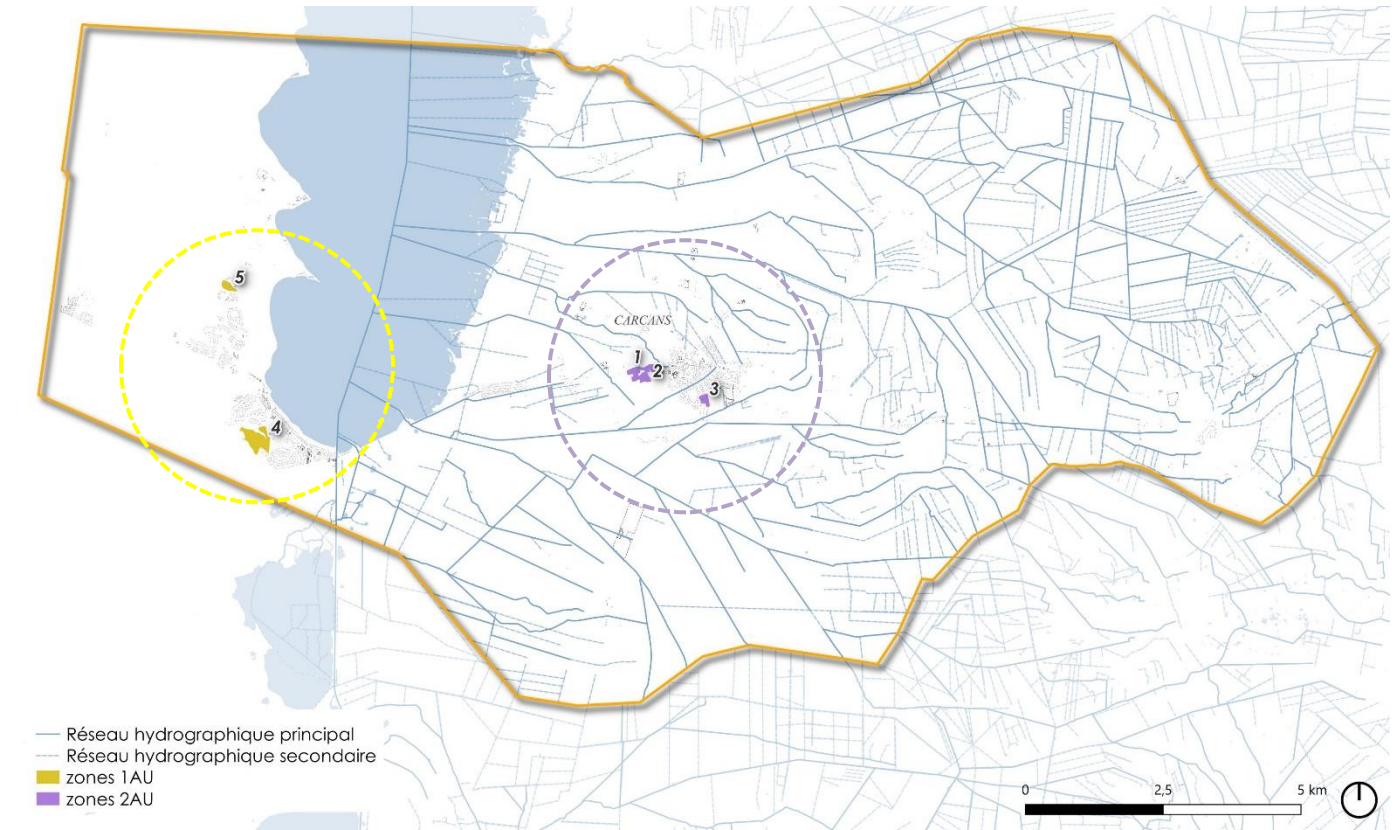 5
CARCANS
1
2
3
4
Réseau hydrographique principal
Réseau hydrographique secondaire
zones 1AU
zones 2AU
0 2,5 5 km